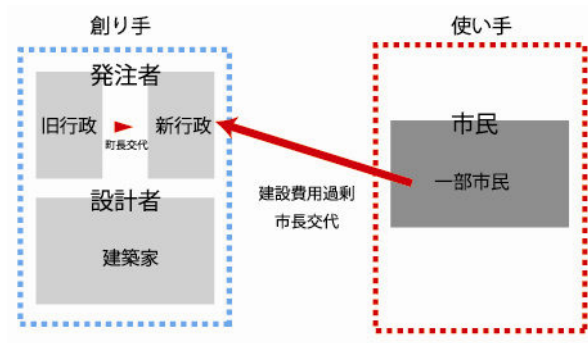 創り手
使い手
発注者
旧行政
町長交代
新行政
設計者
建築家
建設費用過剰
市長交代
市民
一部市民